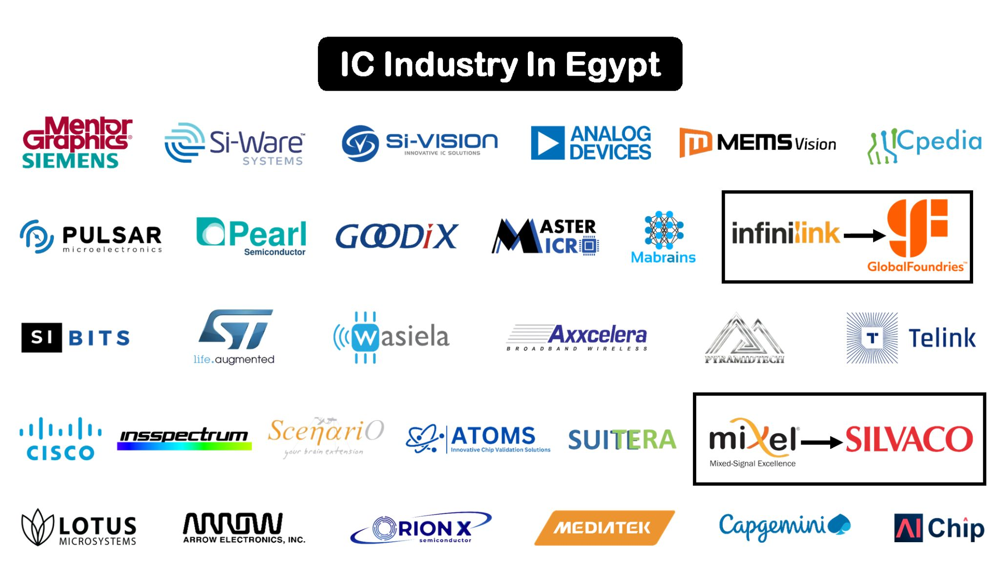 IC Industry In Egypt
Mentor
Graphics®
SIEMENS
Si-Ware™
SYSTEMS
Si-VISION
INNOVATIVE IC SOLUTIONS
ANALOG
DEVICES
MEMS Vision
ICpedia
PULSAR
microelectronics
Pearl
Semiconductor
GOODiX
MASTER
MICRO
Mabrains
infinilink
GlobalFoundries™
SI BITS
ST
life.augmented
wasiela
Axxcelera
BROADBAND WIRELESS
PYRAMIDTECH
T Telink
CISCO
insspectrum
ScenariO
your brain extension
ATOMS
Innovative Chip Validation Solutions
SUITERA
mixel®
Mixed-Signal Excellence
SILVACO
LOTUS
MICROSYSTEMS
ARROW
ARROW ELECTRONICS, INC.
ORION X
semiconductor
MEDIATEK
Capgemini
AI Chip